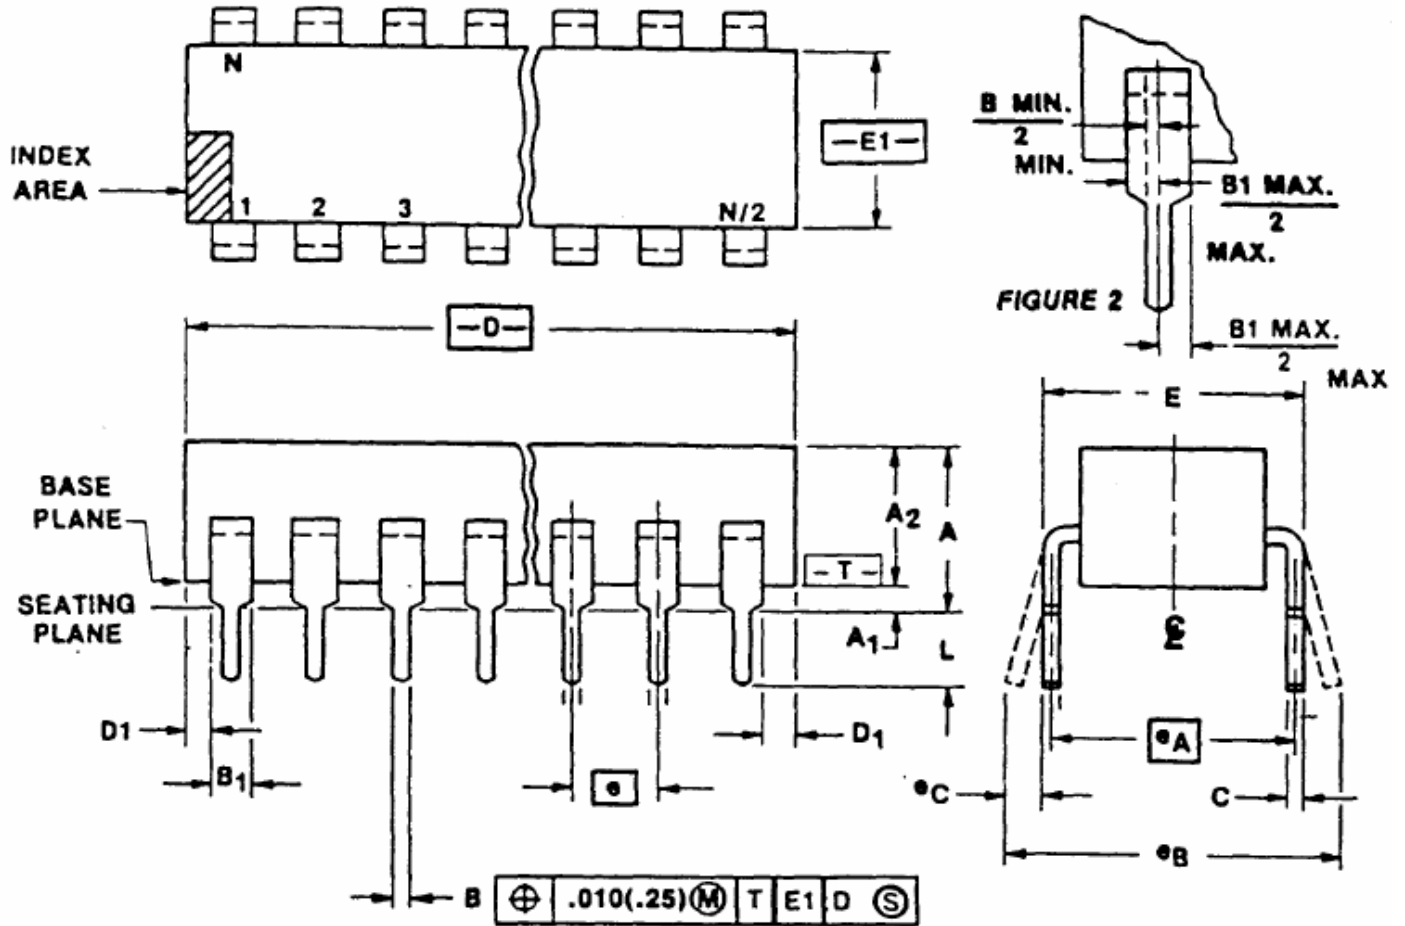 N
INDEX
AREA
1 2 3 N/2
—E1—
B MIN.
2
MIN.
B1 MAX.
2
MAX.
FIGURE 2
B1 MAX.
2
MAX
—D—
E
BASE
PLANE
A2
A
-T-
SEATING
PLANE
A1
L
D1
D1
B1
e
eA
eC
C
eB
B
⌖ .010(.25)Ⓜ T E1 D Ⓢ